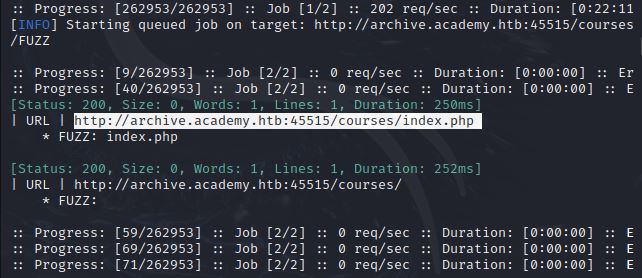 :: Progress: [262953/262953] :: Job [1/2] :: 202 req/sec :: Duration: [0:22:11
[INFO] Starting queued job on target: http://archive.academy.htb:45515/courses
/FUZZ
:: Progress: [9/262953] :: Job [2/2] :: 0 req/sec :: Duration: [0:00:00] :: Er
:: Progress: [40/262953] :: Job [2/2] :: 0 req/sec :: Duration: [0:00:00] :: E
[Status: 200, Size: 0, Words: 1, Lines: 1, Duration: 250ms]
| URL | http://archive.academy.htb:45515/courses/index.php
* FUZZ: index.php
[Status: 200, Size: 0, Words: 1, Lines: 1, Duration: 252ms]
| URL | http://archive.academy.htb:45515/courses/
* FUZZ:
:: Progress: [59/262953] :: Job [2/2] :: 0 req/sec :: Duration: [0:00:00] :: E
:: Progress: [69/262953] :: Job [2/2] :: 0 req/sec :: Duration: [0:00:00] :: E
:: Progress: [71/262953] :: Job [2/2] :: 0 req/sec :: Duration: [0:00:00] :: E